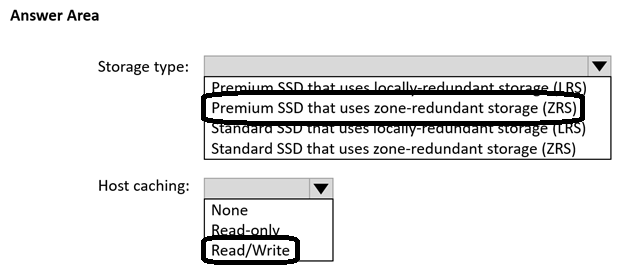 Answer Area
Storage type:
Premium SSD that uses locally-redundant storage (LRS)
Premium SSD that uses zone-redundant storage (ZRS)
Standard SSD that uses locally-redundant storage (LRS)
Standard SSD that uses zone-redundant storage (ZRS)
Host caching:
None
Read-only
Read/Write